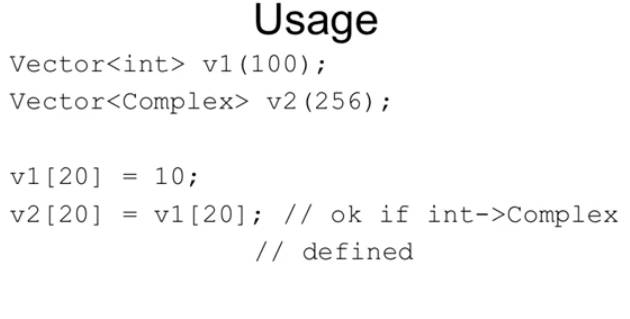 Usage
Vector<int> v1(100);
Vector<Complex> v2(256);
v1[20] = 10;
v2[20] = v1[20]; // ok if int->Complex
// defined